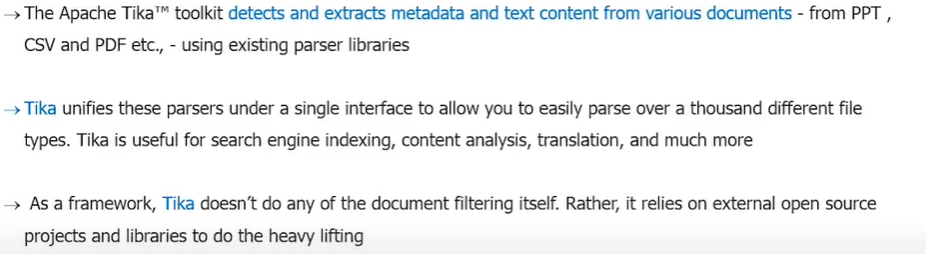 → The Apache Tika™ toolkit detects and extracts metadata and text content from various documents - from PPT ,
CSV and PDF etc., - using existing parser libraries
→ Tika unifies these parsers under a single interface to allow you to easily parse over a thousand different file
types. Tika is useful for search engine indexing, content analysis, translation, and much more
→ As a framework, Tika doesn't do any of the document filtering itself. Rather, it relies on external open source
projects and libraries to do the heavy lifting